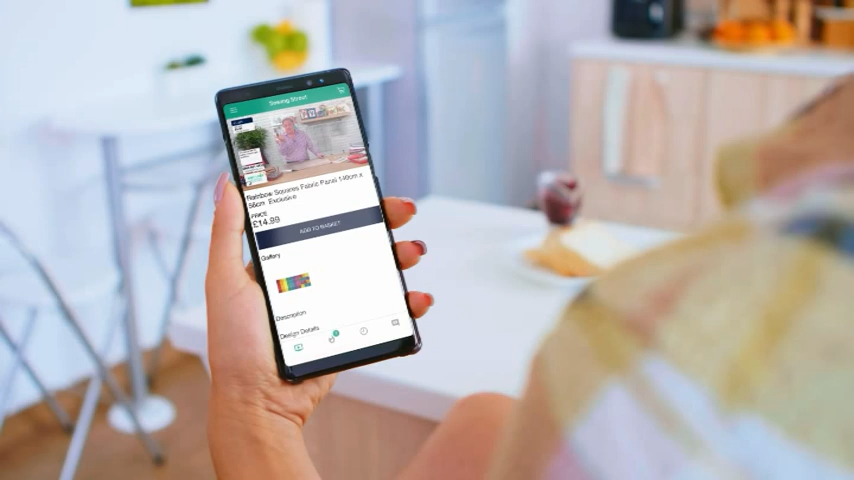 Sewing Street
Rainbow Squares Fabric Panel 140cm x
56cm Exclusive
PRICE
£14.99
ADD TO BASKET
Gallery
Description
Design Details